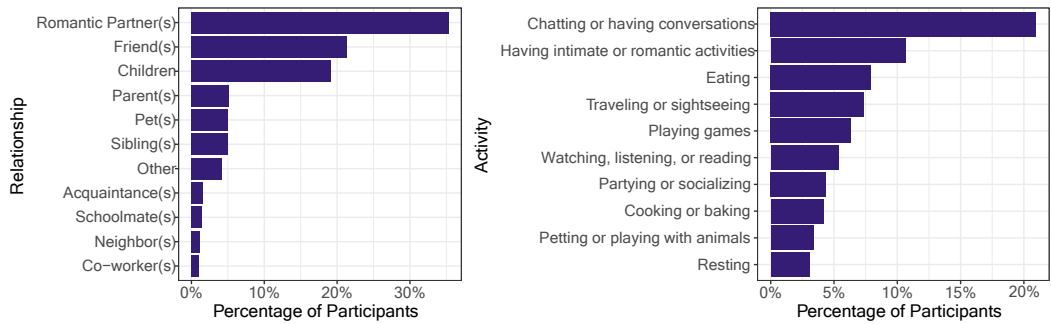 Relationship
Romantic Partner(s)
Friend(s)
Children
Parent(s)
Pet(s)
Sibling(s)
Other
Acquaintance(s)
Schoolmate(s)
Neighbor(s)
Co−worker(s)
0% 10% 20% 30%
Percentage of Participants
Activity
Chatting or having conversations
Having intimate or romantic activities
Eating
Traveling or sightseeing
Playing games
Watching, listening, or reading
Partying or socializing
Cooking or baking
Petting or playing with animals
Resting
0% 5% 10% 15% 20%
Percentage of Participants